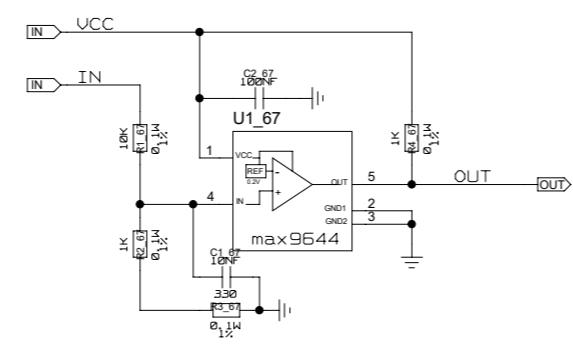 IN VCC
IN IN
C2_67
100NF
U1_67
10K R1_67 0.1W 1%
1K R4_67 0.1W 1%
1 VCC
REF
0.2V
-
+
OUT 5 OUT OUT
4 IN
GND1 2
GND2 3
max9644
1K R2_67 0.1W 1%
C1_67
10NF
330
R3_67
0.1W
1%